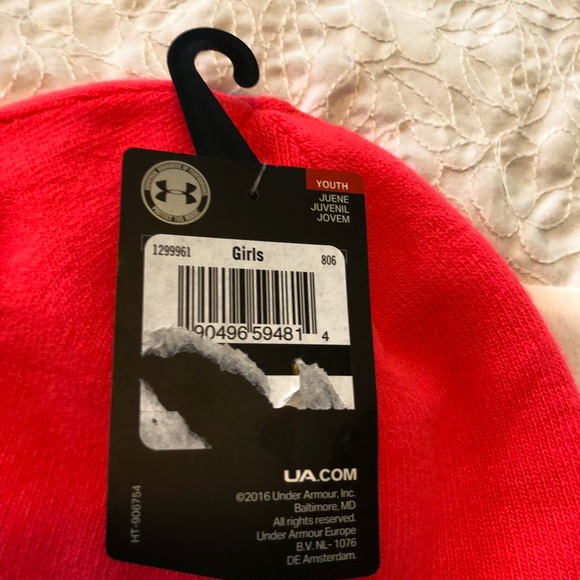 YOUTH
JUENE
JUVENIL
JOVEM
1299961 Girls 806
90496 59481 4
UA.COM
©2016 Under Armour, Inc.
Baltimore, MD
All rights reserved.
Under Armour Europe
B.V. NL- 1076
DE Amsterdam.
HT-906754